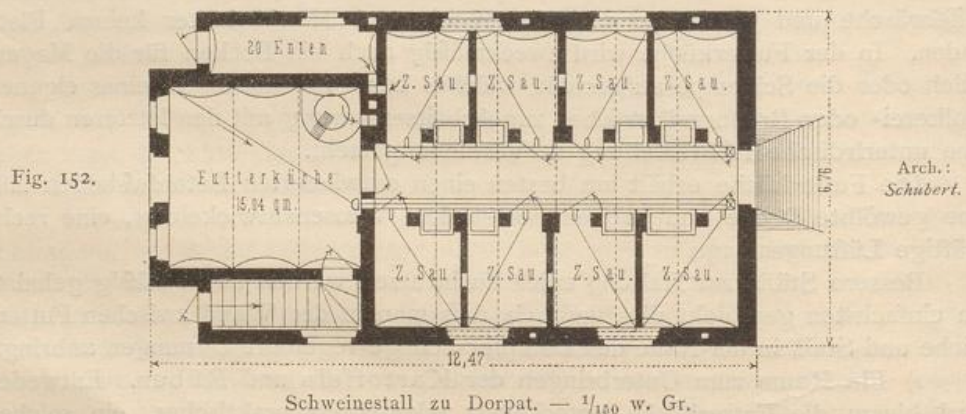 20 Enten
Z. Sau. Z. Sau. Z. Sau. Z. Sau.
Fig. 152.
Futterküche
15,04 qm.
6,76
Arch.:
Schubert.
Z. Sau. Z. Sau. Z. Sau. Z. Sau.
12,47
Schweinestall zu Dorpat. — 1/150 w. Gr.